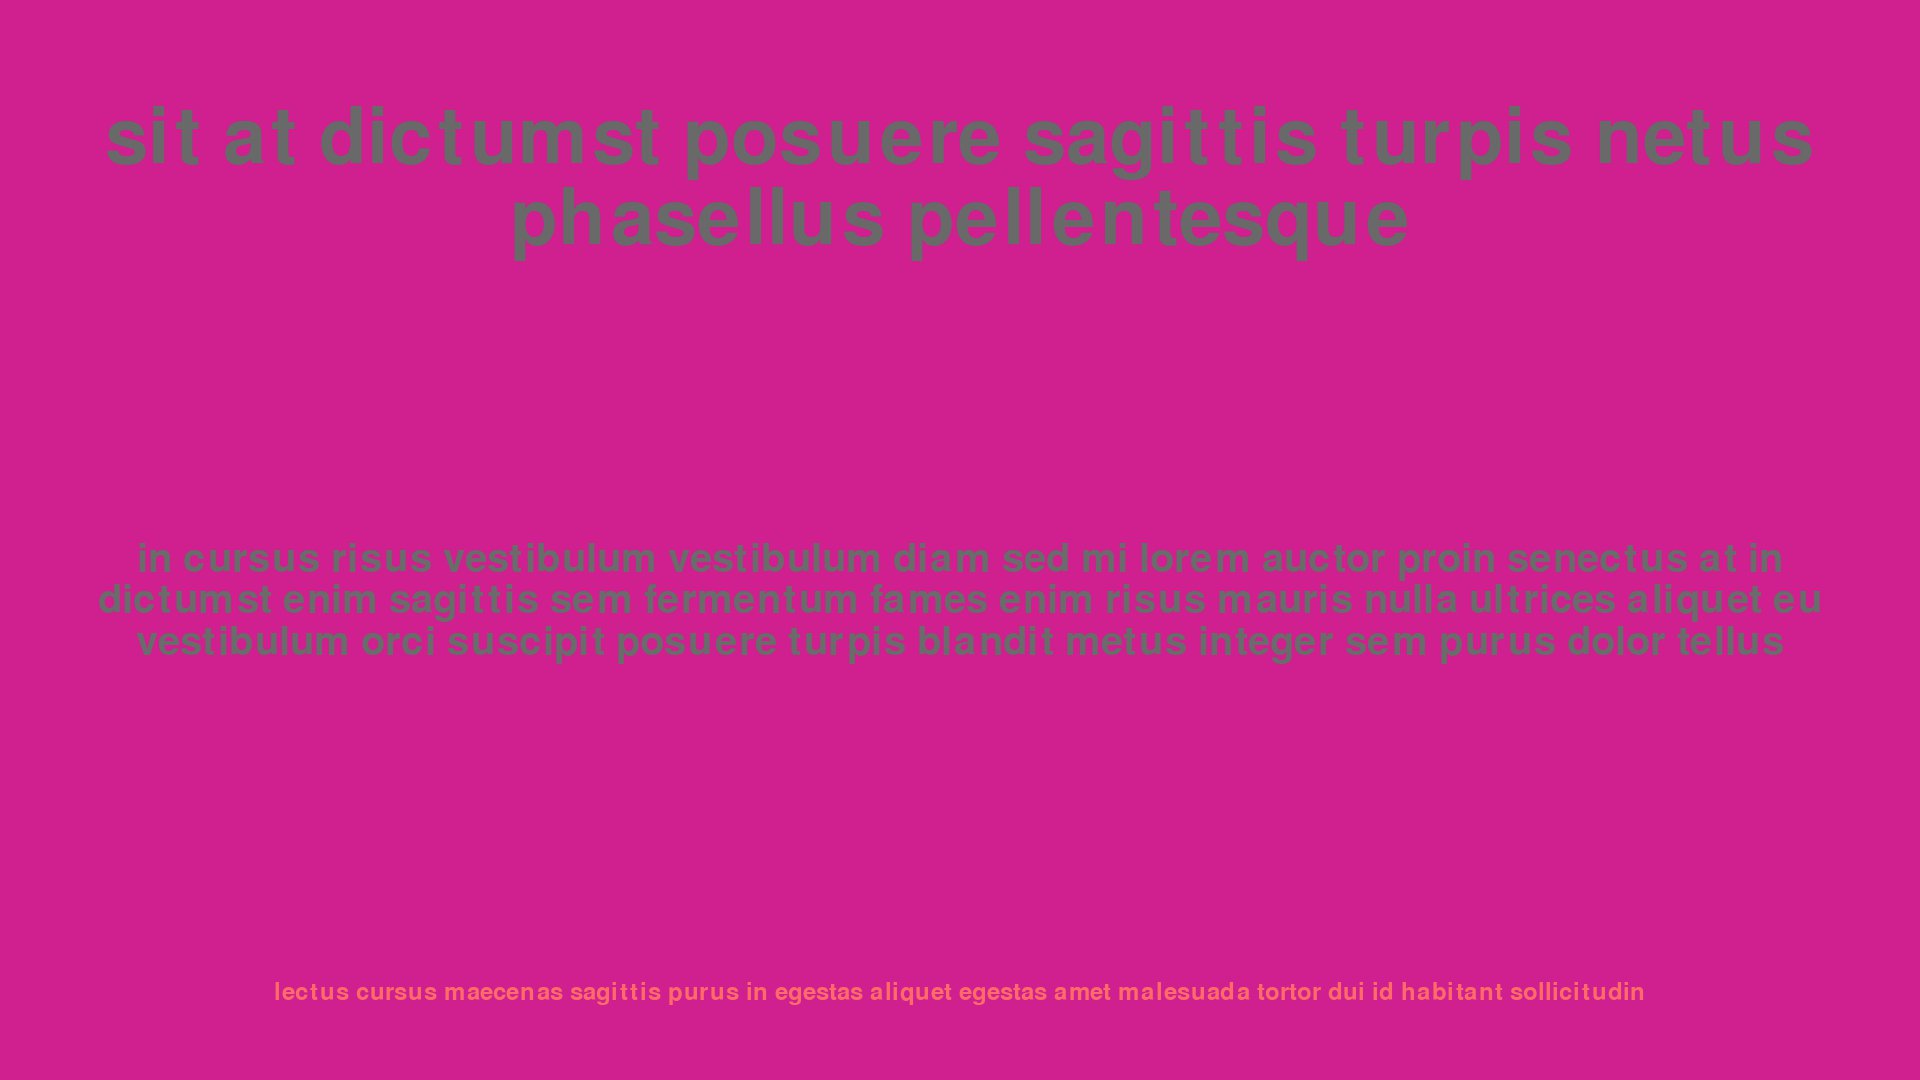 sit at dictumst posuere sagittis turpis netus
phasellus pellentesque
in cursus risus vestibulum vestibulum diam sed mi lorem auctor proin senectus at in
dictumst enim sagittis sem fermentum fames enim risus mauris nulla ultrices aliquet eu
vestibulum orci suscipit posuere turpis blandit metus integer sem purus dolor tellus
lectus cursus maecenas sagittis purus in egestas aliquet egestas amet malesuada tortor dui id habitant sollicitudin